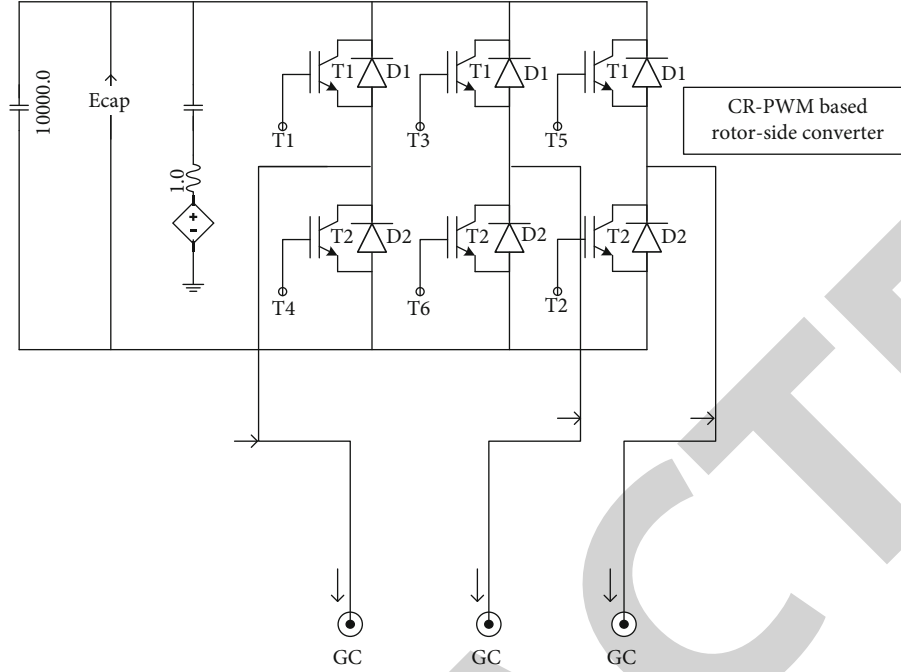 10000.0
Ecap
1.0
T1
D1
T1
T1
D1
T3
T1
D1
T5
CR-PWM based
rotor-side converter
T2
D2
T4
T2
D2
T6
T2
D2
T2
GC
GC
GC
CT